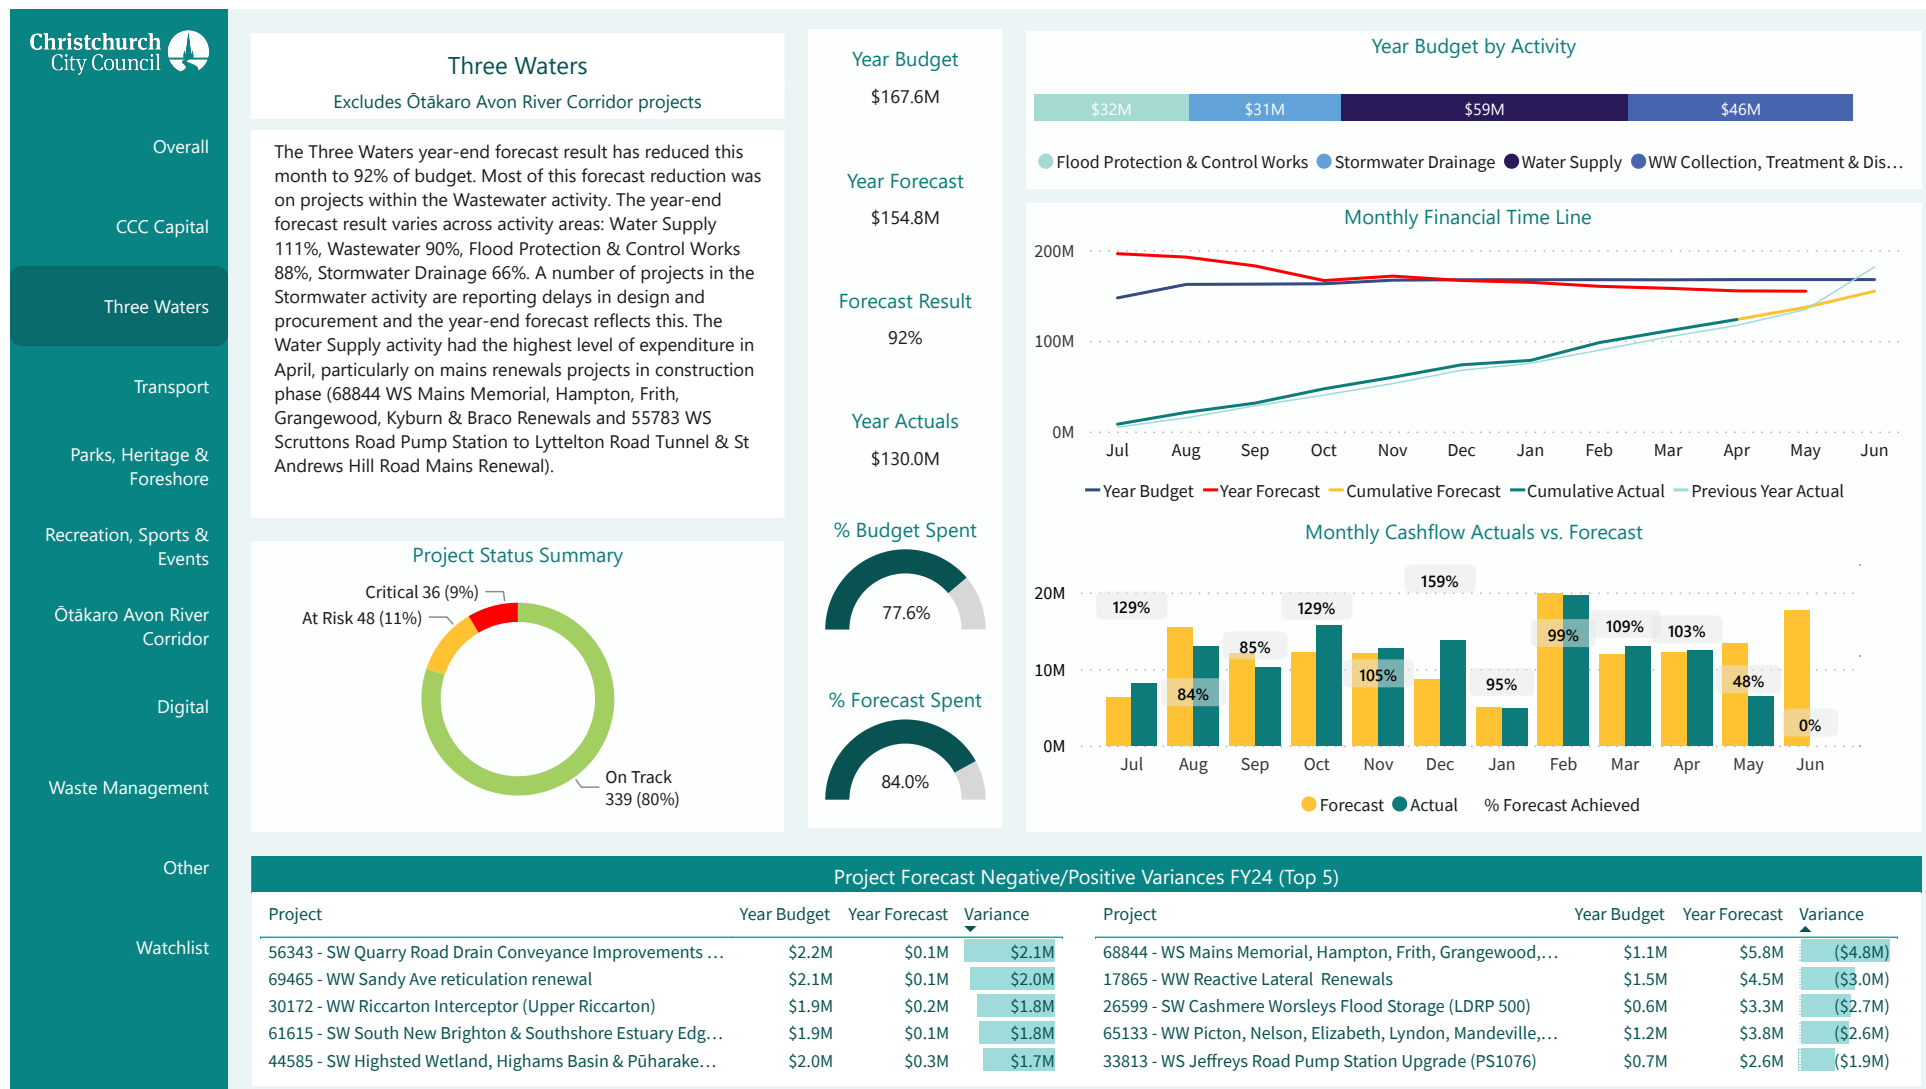 Christchurch
City Council
Overall
CCC Capital
Three Waters
Transport
Parks, Heritage &
Foreshore
Recreation, Sports &
Events
Ōtākaro Avon River
Corridor
Digital
Waste Management
Other
Watchlist
Three Waters
Excludes Ōtākaro Avon River Corridor projects
The Three Waters year-end forecast result has reduced this
month to 92% of budget. Most of this forecast reduction was
on projects within the Wastewater activity. The year-end
forecast result varies across activity areas: Water Supply
111%, Wastewater 90%, Flood Protection & Control Works
88%, Stormwater Drainage 66%. A number of projects in the
Stormwater activity are reporting delays in design and
procurement and the year-end forecast reflects this. The
Water Supply activity had the highest level of expenditure in
April, particularly on mains renewals projects in construction
phase (68844 WS Mains Memorial, Hampton, Frith,
Grangewood, Kyburn & Braco Renewals and 55783 WS
Scruttons Road Pump Station to Lyttelton Road Tunnel & St
Andrews Hill Road Mains Renewal).
Project Status Summary
Critical 36 (9%)
At Risk 48 (11%)
On Track
339 (80%)
Year Budget
$167.6M
Year Forecast
$154.8M
Forecast Result
92%
Year Actuals
$130.0M
% Budget Spent
77.6%
% Forecast Spent
84.0%
Year Budget by Activity
$32M $31M $59M $46M
Flood Protection & Control Works Stormwater Drainage Water Supply WW Collection, Treatment & Dis…
Monthly Financial Time Line
200M
100M
0M
Jul Aug Sep Oct Nov Dec Jan Feb Mar Apr May Jun
Year Budget Year Forecast Cumulative Forecast Cumulative Actual Previous Year Actual
Monthly Cashflow Actuals vs. Forecast
20M
10M
0M
129% 84% 85% 129% 105% 159% 95% 99% 109% 103% 48% 0%
Jul Aug Sep Oct Nov Dec Jan Feb Mar Apr May Jun
Forecast Actual % Forecast Achieved
Project Forecast Negative/Positive Variances FY24 (Top 5)
Project Year Budget Year Forecast Variance
56343 - SW Quarry Road Drain Conveyance Improvements … $2.2M $0.1M $2.1M
69465 - WW Sandy Ave reticulation renewal $2.1M $0.1M $2.0M
30172 - WW Riccarton Interceptor (Upper Riccarton) $1.9M $0.2M $1.8M
61615 - SW South New Brighton & Southshore Estuary Edg… $1.9M $0.1M $1.8M
44585 - SW Highsted Wetland, Highams Basin & Pūharake… $2.0M $0.3M $1.7M
Project Year Budget Year Forecast Variance
68844 - WS Mains Memorial, Hampton, Frith, Grangewood,… $1.1M $5.8M ($4.8M)
17865 - WW Reactive Lateral Renewals $1.5M $4.5M ($3.0M)
26599 - SW Cashmere Worsleys Flood Storage (LDRP 500) $0.6M $3.3M ($2.7M)
65133 - WW Picton, Nelson, Elizabeth, Lyndon, Mandeville,… $1.2M $3.8M ($2.6M)
33813 - WS Jeffreys Road Pump Station Upgrade (PS1076) $0.7M $2.6M ($1.9M)